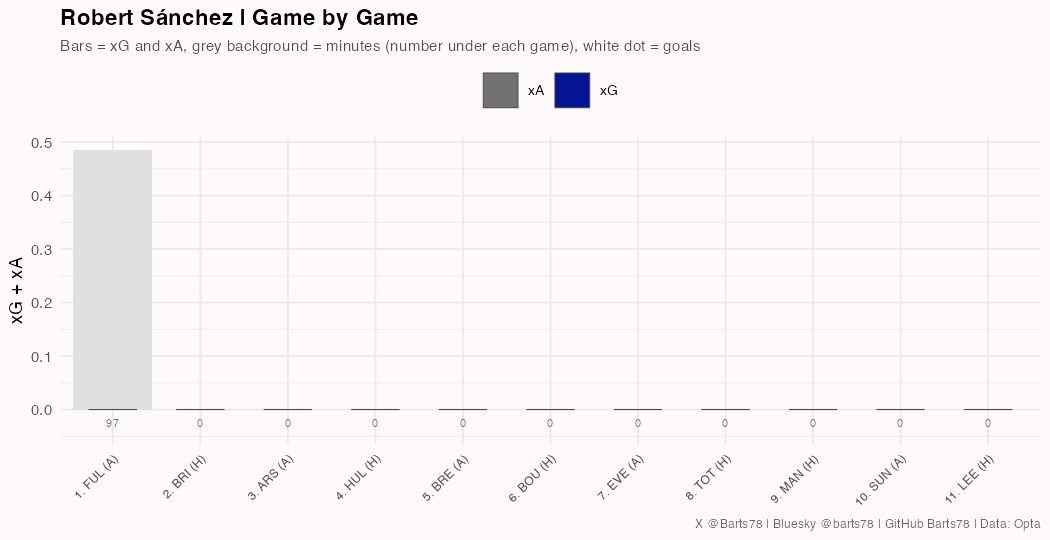 Robert Sánchez | Game by Game
Bars = xG and xA, grey background = minutes (number under each game), white dot = goals
xA xG
xG + xA
0.5
0.4
0.3
0.2
0.1
0.0
97 0 0 0 0 0 0 0 0 0 0
1. FUL (A) 2. BRI (H) 3. ARS (A) 4. HUL (H) 5. BRE (A) 6. BOU (H) 7. EVE (A) 8. TOT (H) 9. MAN (H) 10. SUN (A) 11. LEE (H)
X @Barts78 | Bluesky @barts78 | GitHub Barts78 | Data: Opta